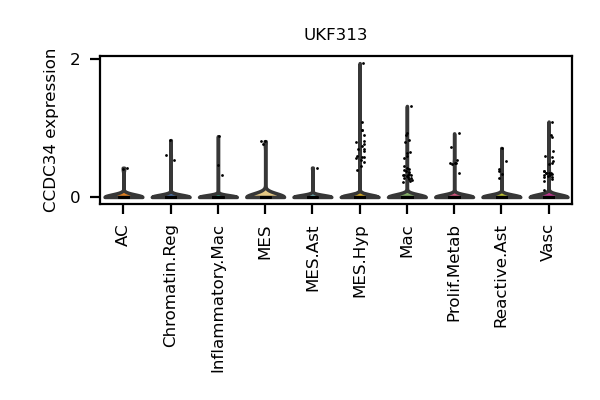 UKF313
CCDC34 expression
2
0
AC
Chromatin.Reg
Inflammatory.Mac
MES
MES.Ast
MES.Hyp
Mac
Prolif.Metab
Reactive.Ast
Vasc